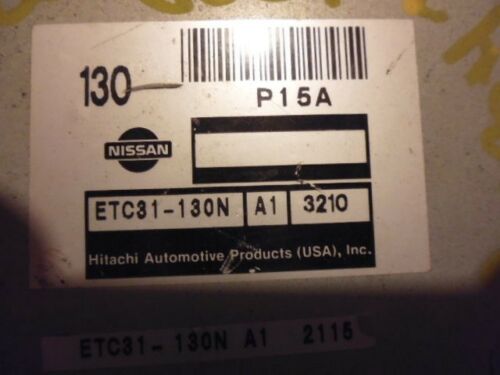 130
P15A
NISSAN
ETC31-130N A1 3210
Hitachi Automotive Products (USA), Inc.
ETC31- 130N A1 2115